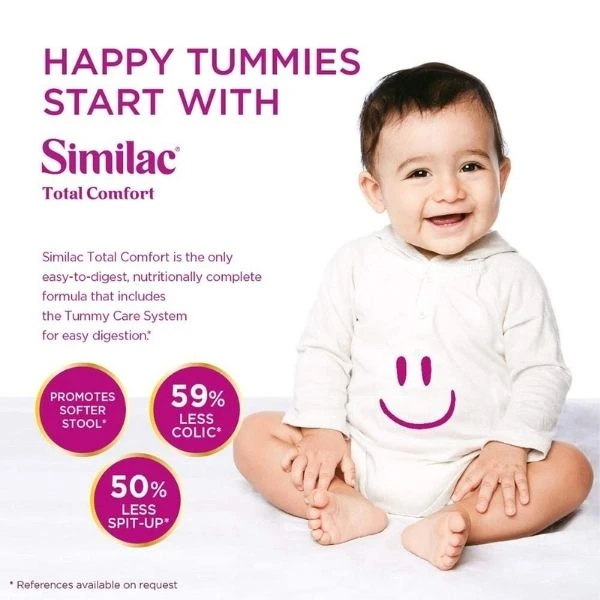 HAPPY TUMMIES
START WITH
Similac®
Total Comfort
Similac Total Comfort is the only
easy-to-digest, nutritionally complete
formula that includes
the Tummy Care System
for easy digestion.*
PROMOTES
SOFTER
STOOL*
59%
LESS
COLIC*
50%
LESS
SPIT-UP*
* References available on request